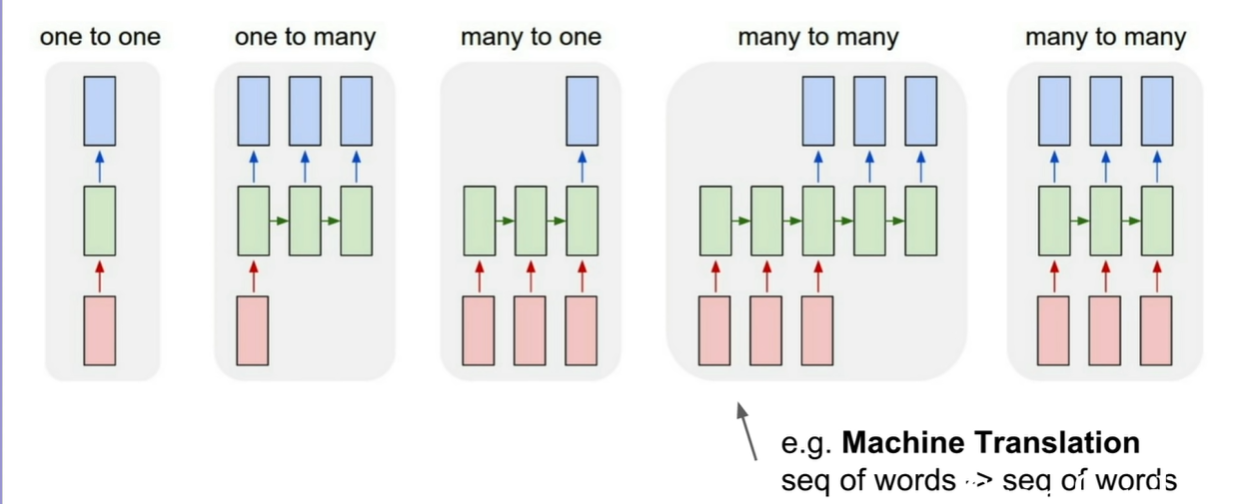 one to one
one to many
many to one
many to many
many to many
e.g. Machine Translation
seq of words -> seq of words